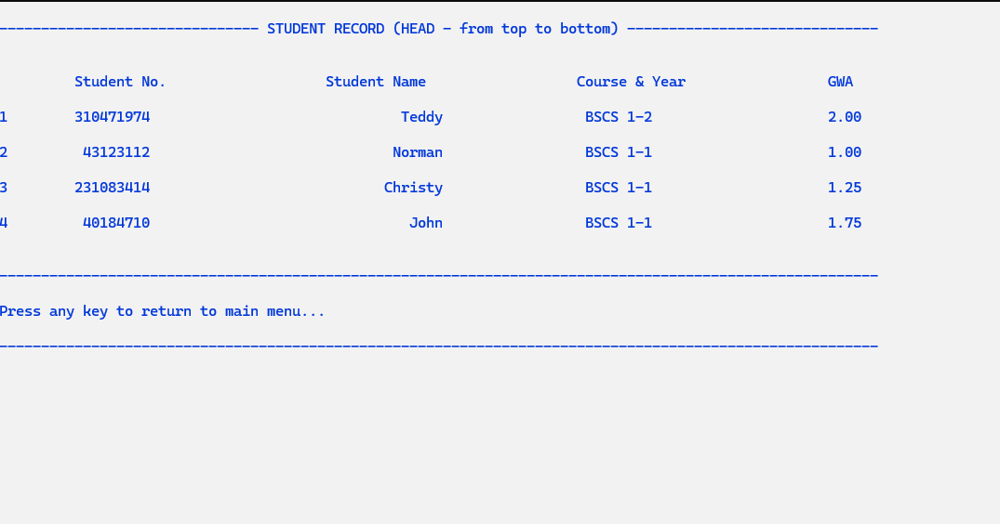 ------------------------------- STUDENT RECORD (HEAD - from top to bottom) ------------------------------
Student No. Student Name Course & Year GWA
1 310471974 Teddy BSCS 1-2 2.00
2 43123112 Norman BSCS 1-1 1.00
3 231083414 Christy BSCS 1-1 1.25
4 40184710 John BSCS 1-1 1.75
---------------------------------------------------------------------------------------------------------
Press any key to return to main menu...
---------------------------------------------------------------------------------------------------------